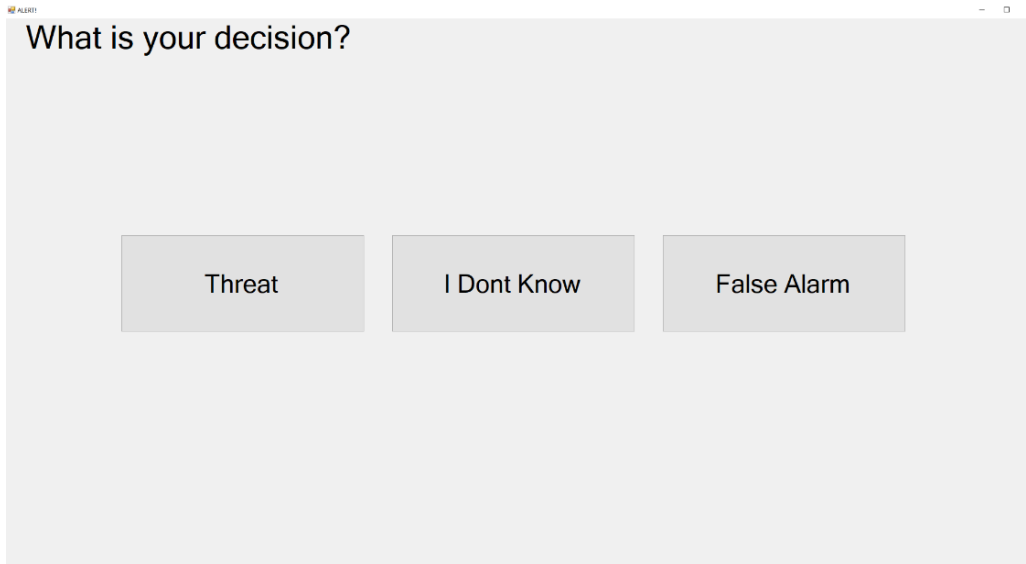 ALERT!
What is your decision?
Threat
I Dont Know
False Alarm